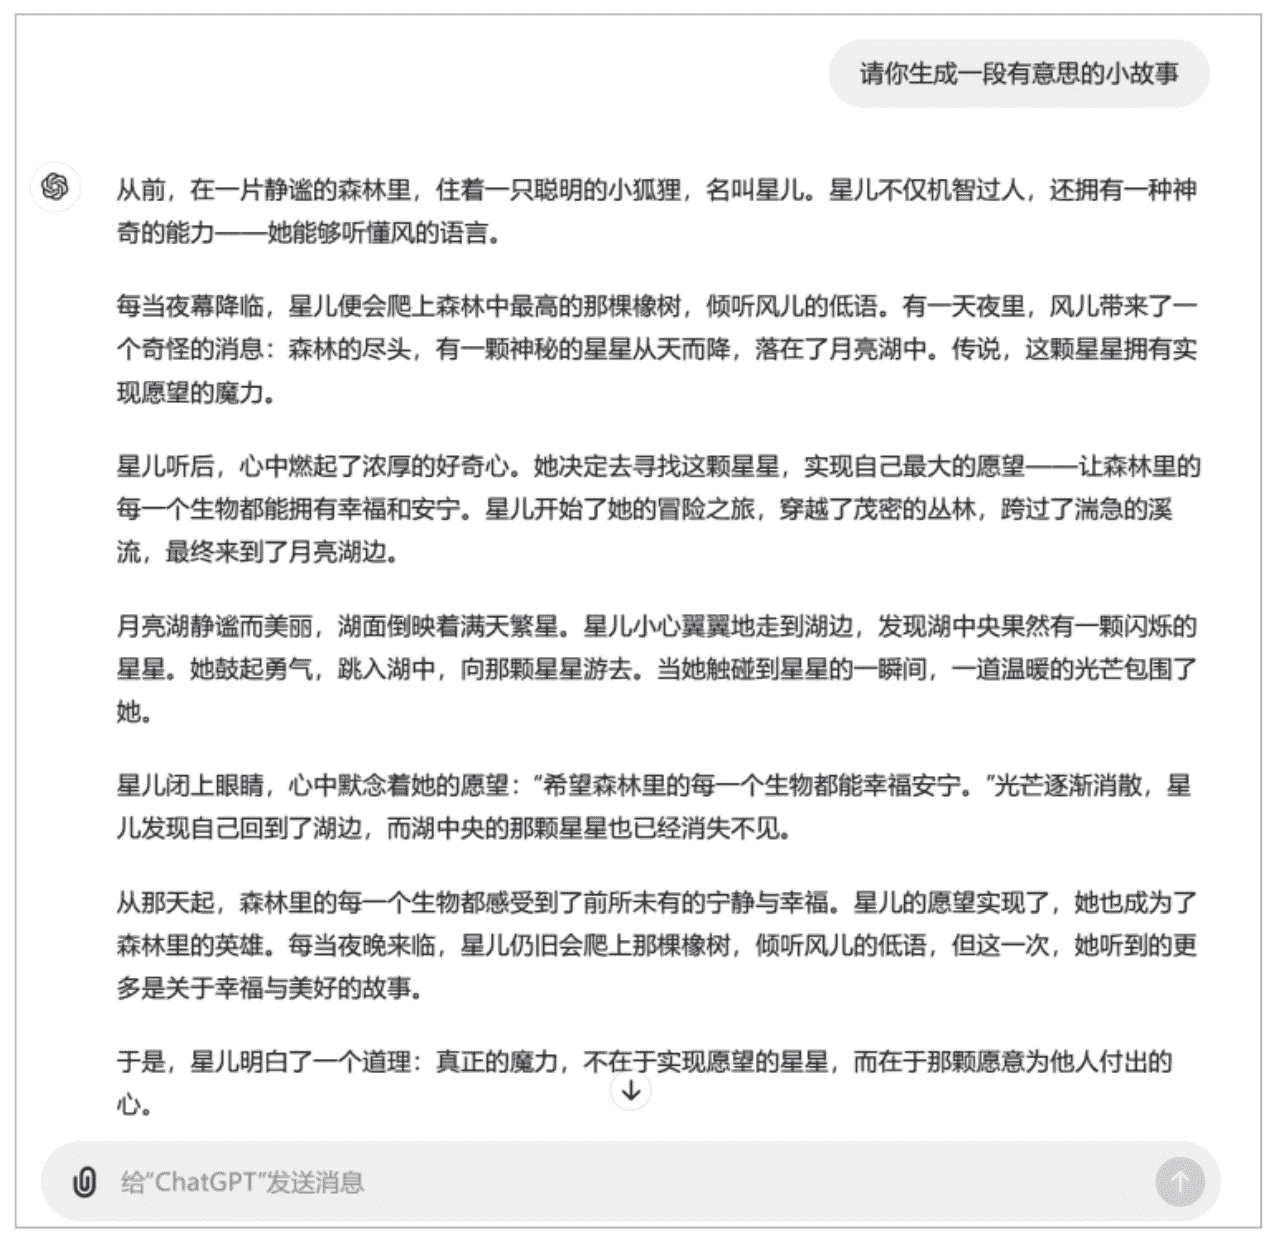 请你生成一段有意思的小故事
从前，在一片静谧的森林里，住着一只聪明的小狐狸，名叫星儿。星儿不仅机智过人，还拥有一种神
奇的能力——她能够听懂风的语言。
每当夜幕降临，星儿便会爬上森林中最高的那棵橡树，倾听风儿的低语。有一天夜里，风儿带来了一
个奇怪的消息：森林的尽头，有一颗神秘的星星从天而降，落在了月亮湖中。传说，这颗星星拥有实
现愿望的魔力。
星儿听后，心中燃起了浓厚的好奇心。她决定去寻找这颗星星，实现自己最大的愿望——让森林里的
每一个生物都能拥有幸福和安宁。星儿开始了她的冒险之旅，穿越了茂密的丛林，跨过了湍急的溪
流，最终来到了月亮湖边。
月亮湖静谧而美丽，湖面倒映着满天繁星。星儿小心翼翼地走到湖边，发现湖中央果然有一颗闪烁的
星星。她鼓起勇气，跳入湖中，向那颗星星游去。当她触碰到星星的一瞬间，一道温暖的光芒包围了
她。
星儿闭上眼睛，心中默念着她的愿望：“希望森林里的每一个生物都能幸福安宁。”光芒逐渐消散，星
儿发现自己回到了湖边，而湖中央的那颗星星也已经消失不见。
从那天起，森林里的每一个生物都感受到了前所未有的宁静与幸福。星儿的愿望实现了，她也成为了
森林里的英雄。每当夜晚来临，星儿仍旧会爬上那棵橡树，倾听风儿的低语，但这一次，她听到的更
多是关于幸福与美好的故事。
于是，星儿明白了一个道理：真正的魔力，不在于实现愿望的星星，而在于那颗愿意为他人付出的
心。
给“ChatGPT”发送消息